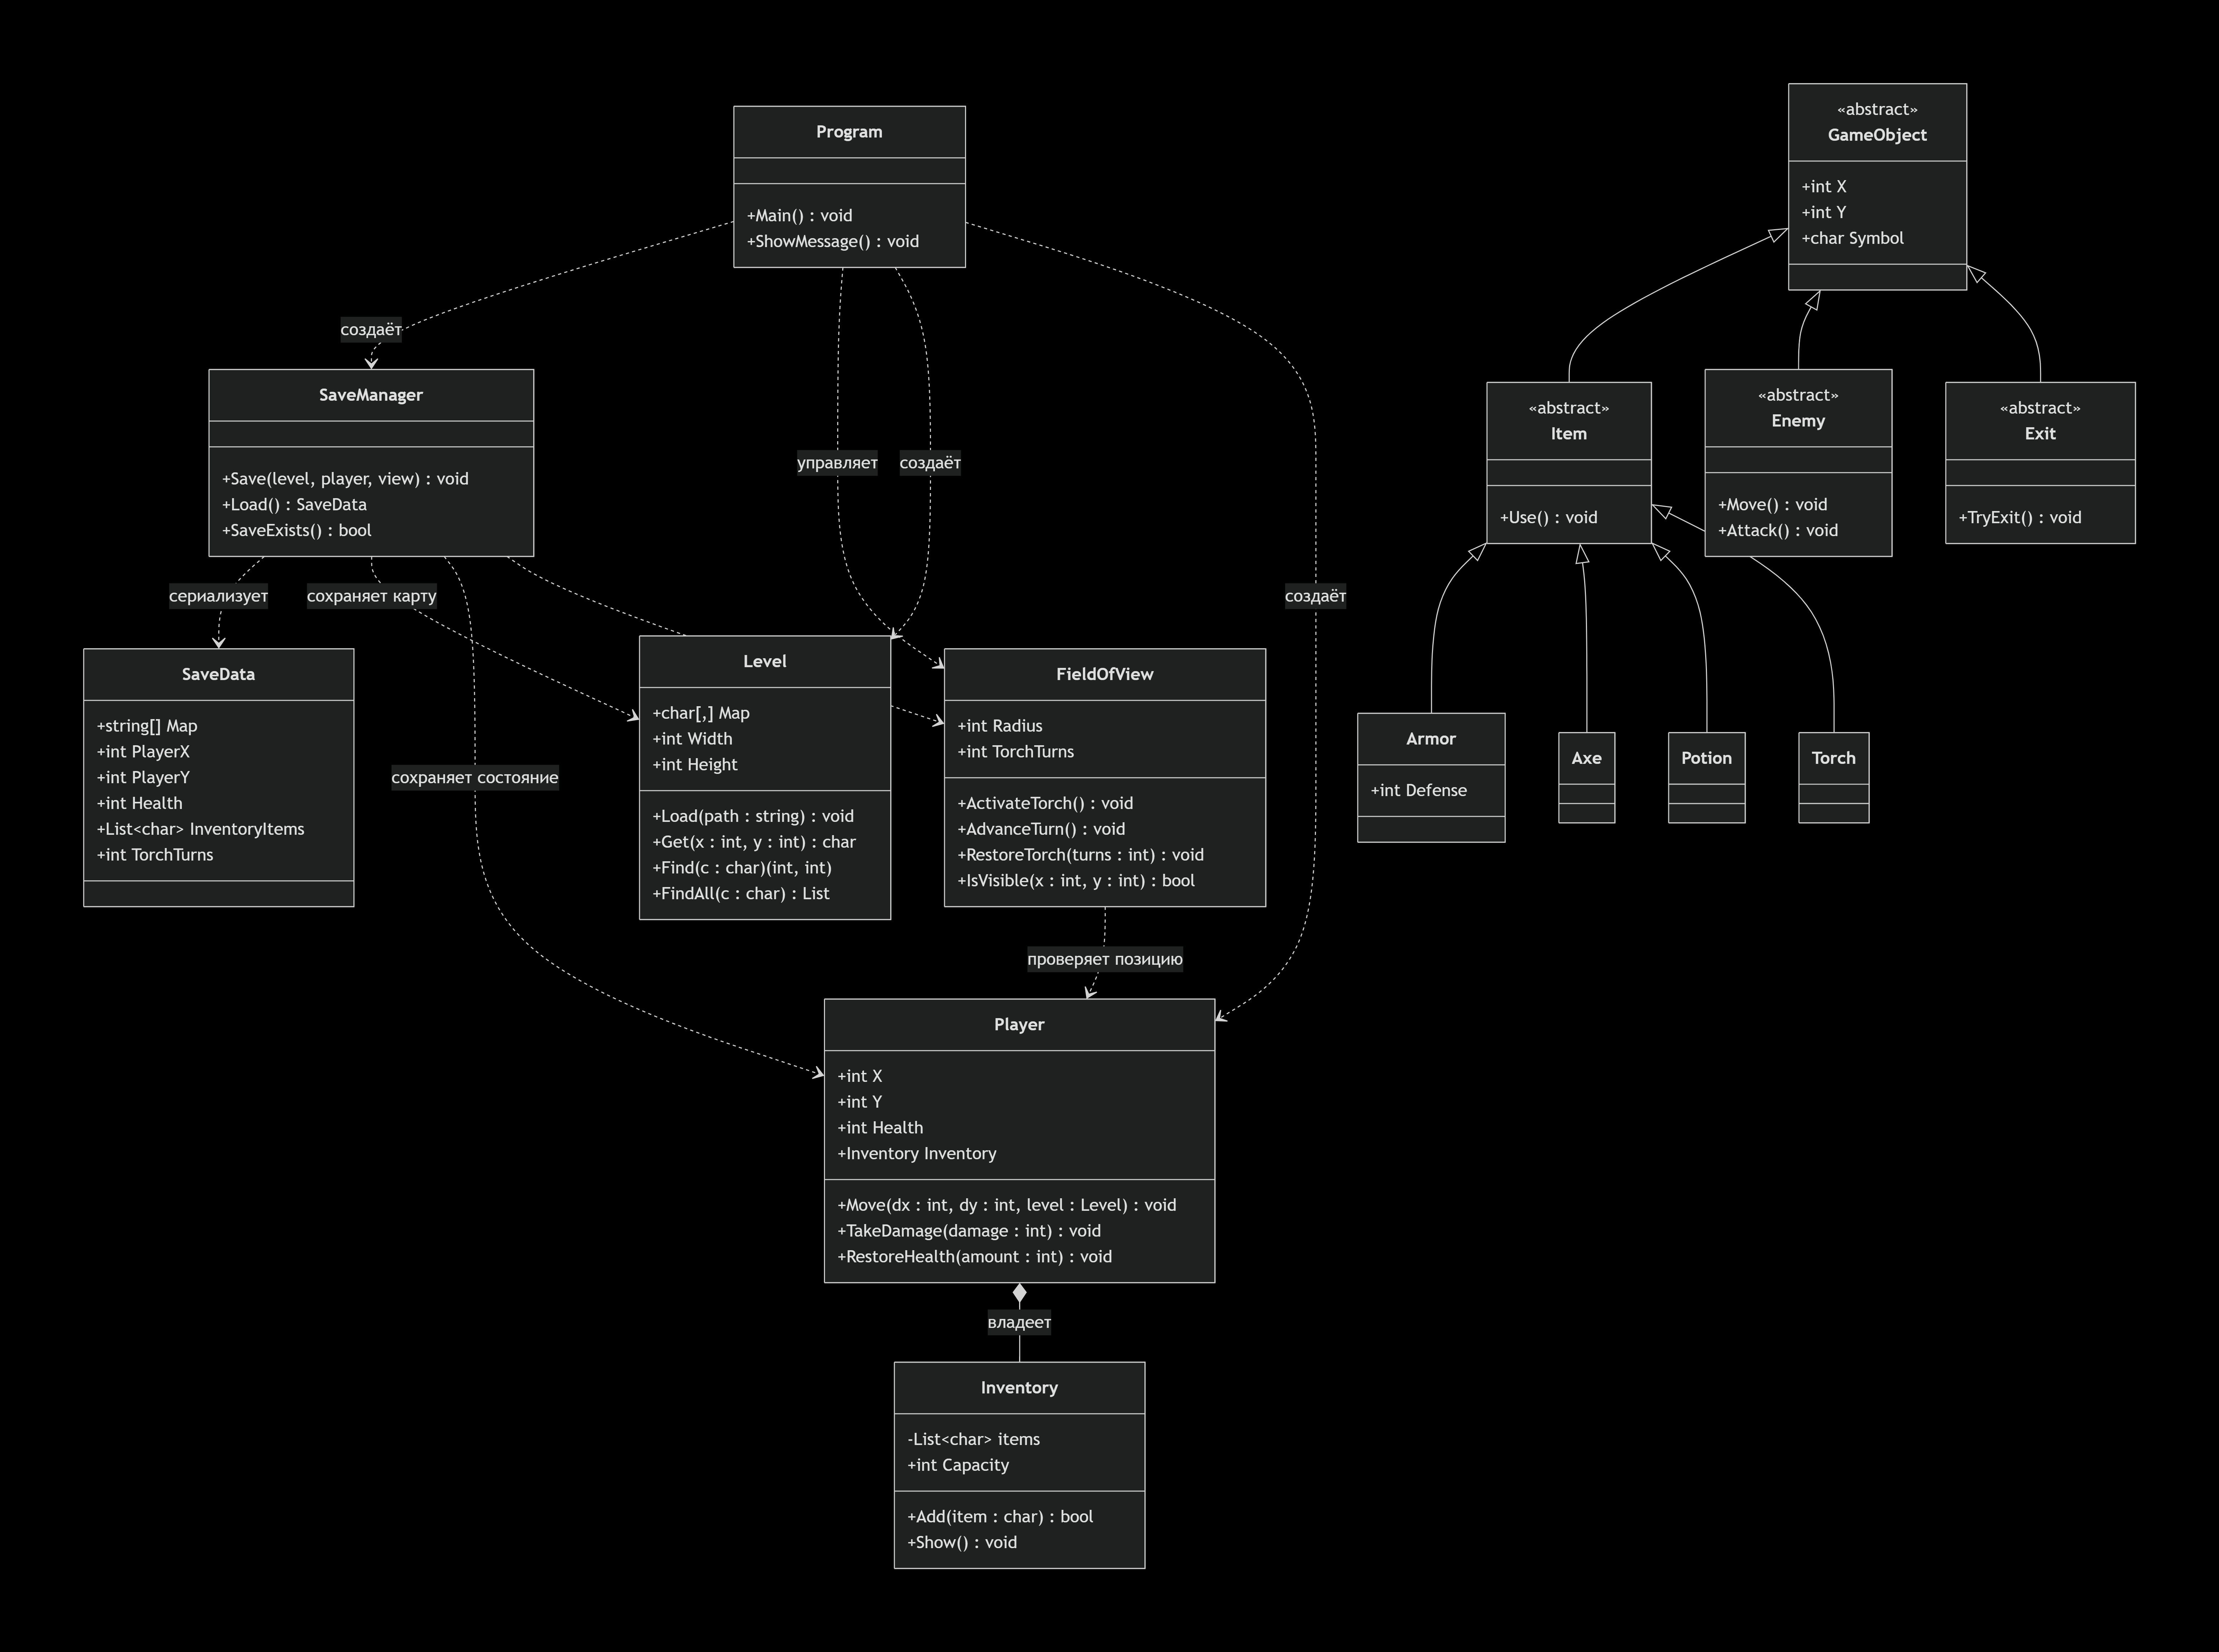 Program
+Main() : void
+ShowMessage() : void
«abstract»
GameObject
+int X
+int Y
+char Symbol
создаёт
управляет
создаёт
создаёт
SaveManager
+Save(level, player, view) : void
+Load() : SaveData
+SaveExists() : bool
«abstract»
Item
+Use() : void
«abstract»
Enemy
+Move() : void
+Attack() : void
«abstract»
Exit
+TryExit() : void
сериализует
сохраняет карту
сохраняет состояние
SaveData
+string[] Map
+int PlayerX
+int PlayerY
+int Health
+List<char> InventoryItems
+int TorchTurns
Level
+char[,] Map
+int Width
+int Height
+Load(path : string) : void
+Get(x : int, y : int) : char
+Find(c : char)(int, int)
+FindAll(c : char) : List
FieldOfView
+int Radius
+int TorchTurns
+ActivateTorch() : void
+AdvanceTurn() : void
+RestoreTorch(turns : int) : void
+IsVisible(x : int, y : int) : bool
Armor
+int Defense
Axe
Potion
Torch
проверяет позицию
Player
+int X
+int Y
+int Health
+Inventory Inventory
+Move(dx : int, dy : int, level : Level) : void
+TakeDamage(damage : int) : void
+RestoreHealth(amount : int) : void
владеет
Inventory
-List<char> items
+int Capacity
+Add(item : char) : bool
+Show() : void